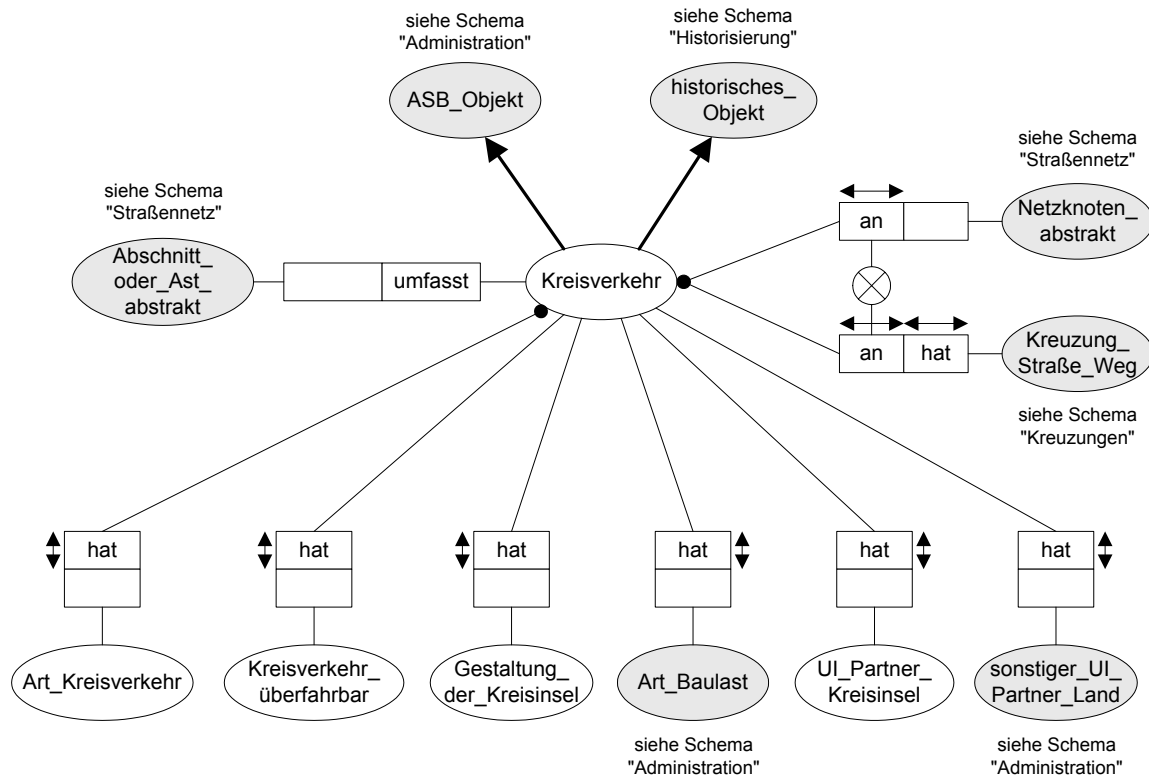 siehe Schema
"Administration"
ASB_Objekt
siehe Schema
"Historisierung"
historisches_
Objekt
siehe Schema
"Straßennetz"
Netzknoten_
abstrakt
an
siehe Schema
"Straßennetz"
Abschnitt_
oder_Ast_
abstrakt
umfasst
Kreisverkehr
an
hat
Kreuzung_
Straße_Weg
siehe Schema
"Kreuzungen"
hat
hat
hat
hat
hat
hat
Art_Kreisverkehr
Kreisverkehr_
überfahrbar
Gestaltung_
der_Kreisinsel
Art_Baulast
UI_Partner_
Kreisinsel
sonstiger_UI_
Partner_Land
siehe Schema
"Administration"
siehe Schema
"Administration"